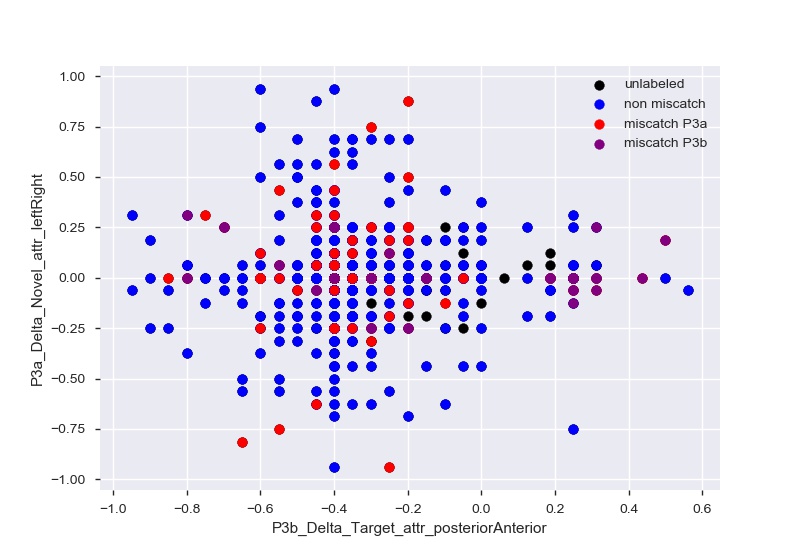 unlabeled
non miscatch
miscatch P3a
miscatch P3b
1.00
0.75
0.50
0.25
0.00
−0.25
−0.50
−0.75
−1.00
P3a_Delta_Novel_attr_leftRight
−1.0 −0.8 −0.6 −0.4 −0.2 0.0 0.2 0.4 0.6
P3b_Delta_Target_attr_posteriorAnterior